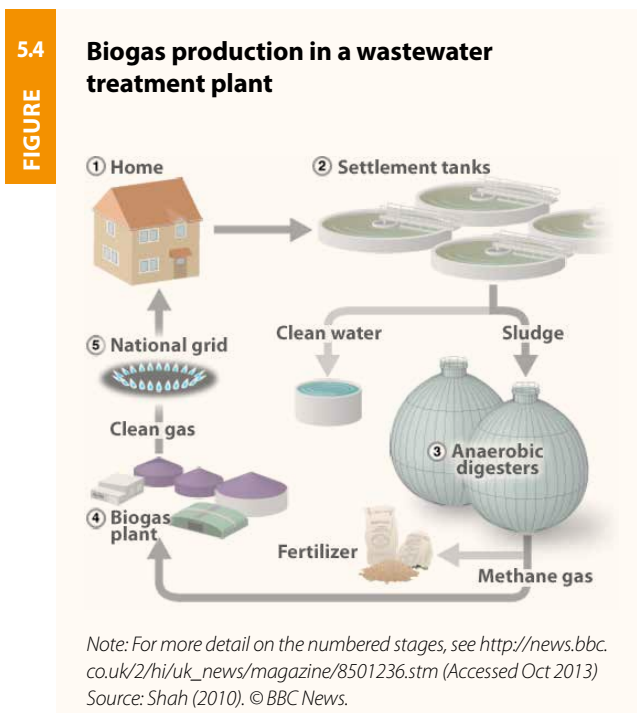 5.4
FIGURE
Biogas production in a wastewater
treatment plant
1 Home
2 Settlement tanks
Clean water
Sludge
5 National grid
Clean gas
3 Anaerobic
digesters
4 Biogas
plant
Fertilizer
Methane gas
Note: For more detail on the numbered stages, see http://news.bbc.
co.uk/2/hi/uk_news/magazine/8501236.stm (Accessed Oct 2013)
Source: Shah (2010). © BBC News.